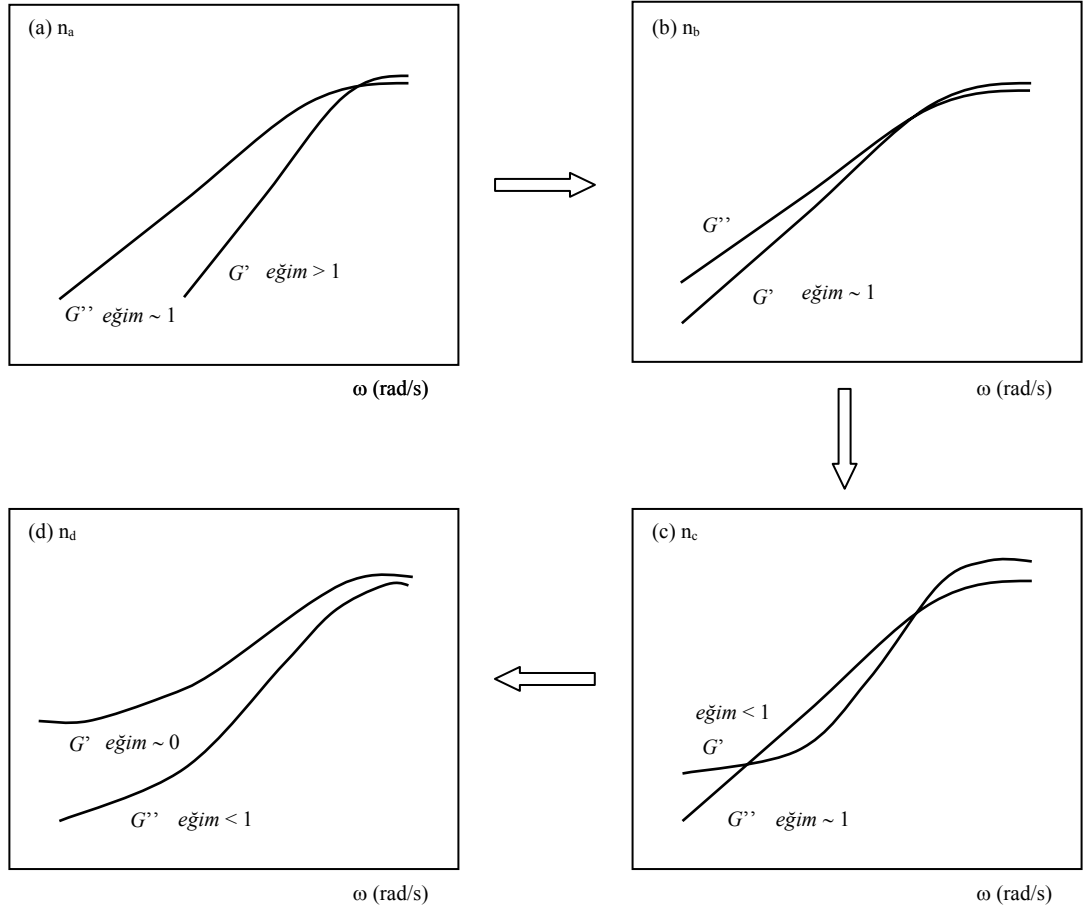 (a) nₐ
G’ eğim > 1
G’’ eğim ~ 1
ω (rad/s)
(b) n_b
G’’
G’ eğim ~ 1
ω (rad/s)
(c) n_c
eğim < 1
G’
G’’ eğim ~ 1
ω (rad/s)
(d) n_d
G’ eğim ~ 0
G’’ eğim < 1
ω (rad/s)